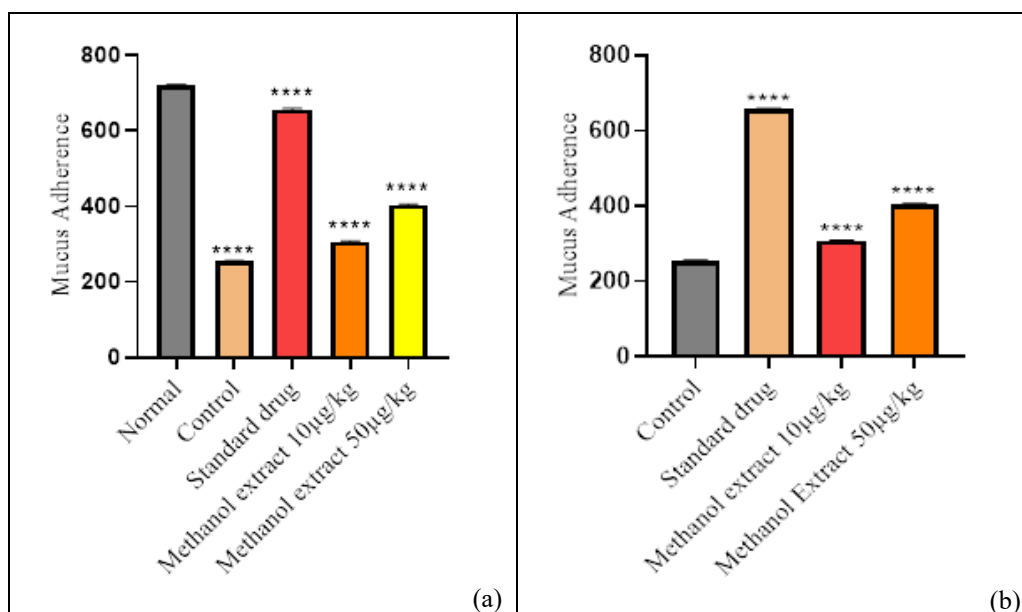 Mucus Adherence
800
600
400
200
0
****
****
****
****
Normal
Control
Standard drug
Methanol extract 10µg/kg
Methanol extract 50µg/kg
(a)
Mucus Adherence
800
600
400
200
0
****
****
****
Control
Standard drug
Methanol extract 10µg/kg
Methanol Extract 50µg/kg
(b)